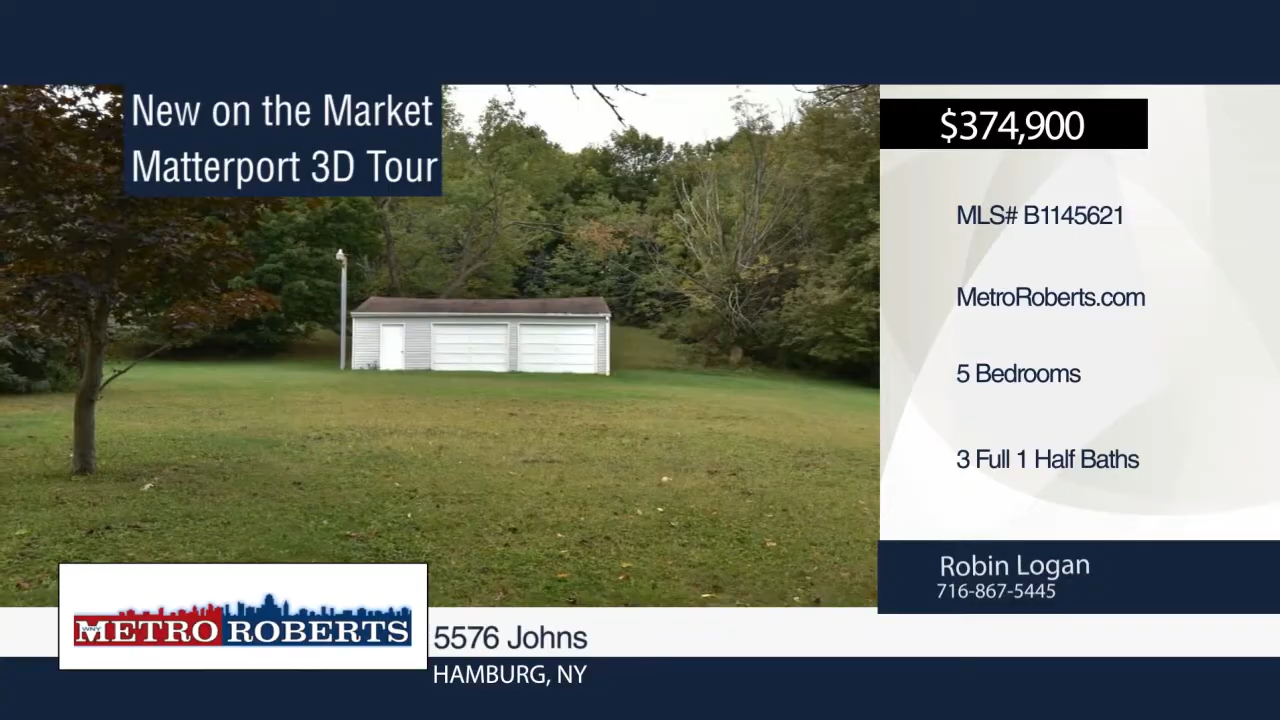 New on the Market
Matterport 3D Tour
$374,900
MLS# B1145621
MetroRoberts.com
5 Bedrooms
3 Full 1 Half Baths
Robin Logan
716-867-5445
WNY METRO ROBERTS
5576 Johns
HAMBURG, NY